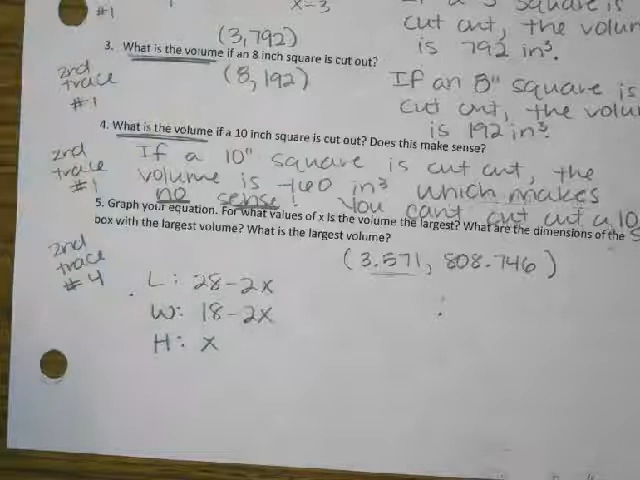 #1
x=3
square is
cut out, the volum
is 792 in³.
(3,792)
3. What is the volume if an 8 inch square is cut out?
2nd trace #1
(8,192)
If an 8" square is
cut out, the volu
is 192 in³.
4. What is the volume if a 10 inch square is cut out? Does this make sense?
2nd trace #1
If a 10" square is cut out, the
volume is -160 in³ which makes
no sense! You can't cut out a 10
5. Graph your equation. For what values of x is the volume the largest? What are the dimensions of the
box with the largest volume? What is the largest volume?
2nd trace #4
(3.571, 808.746)
L: 28-2x
W: 18-2x
H: x